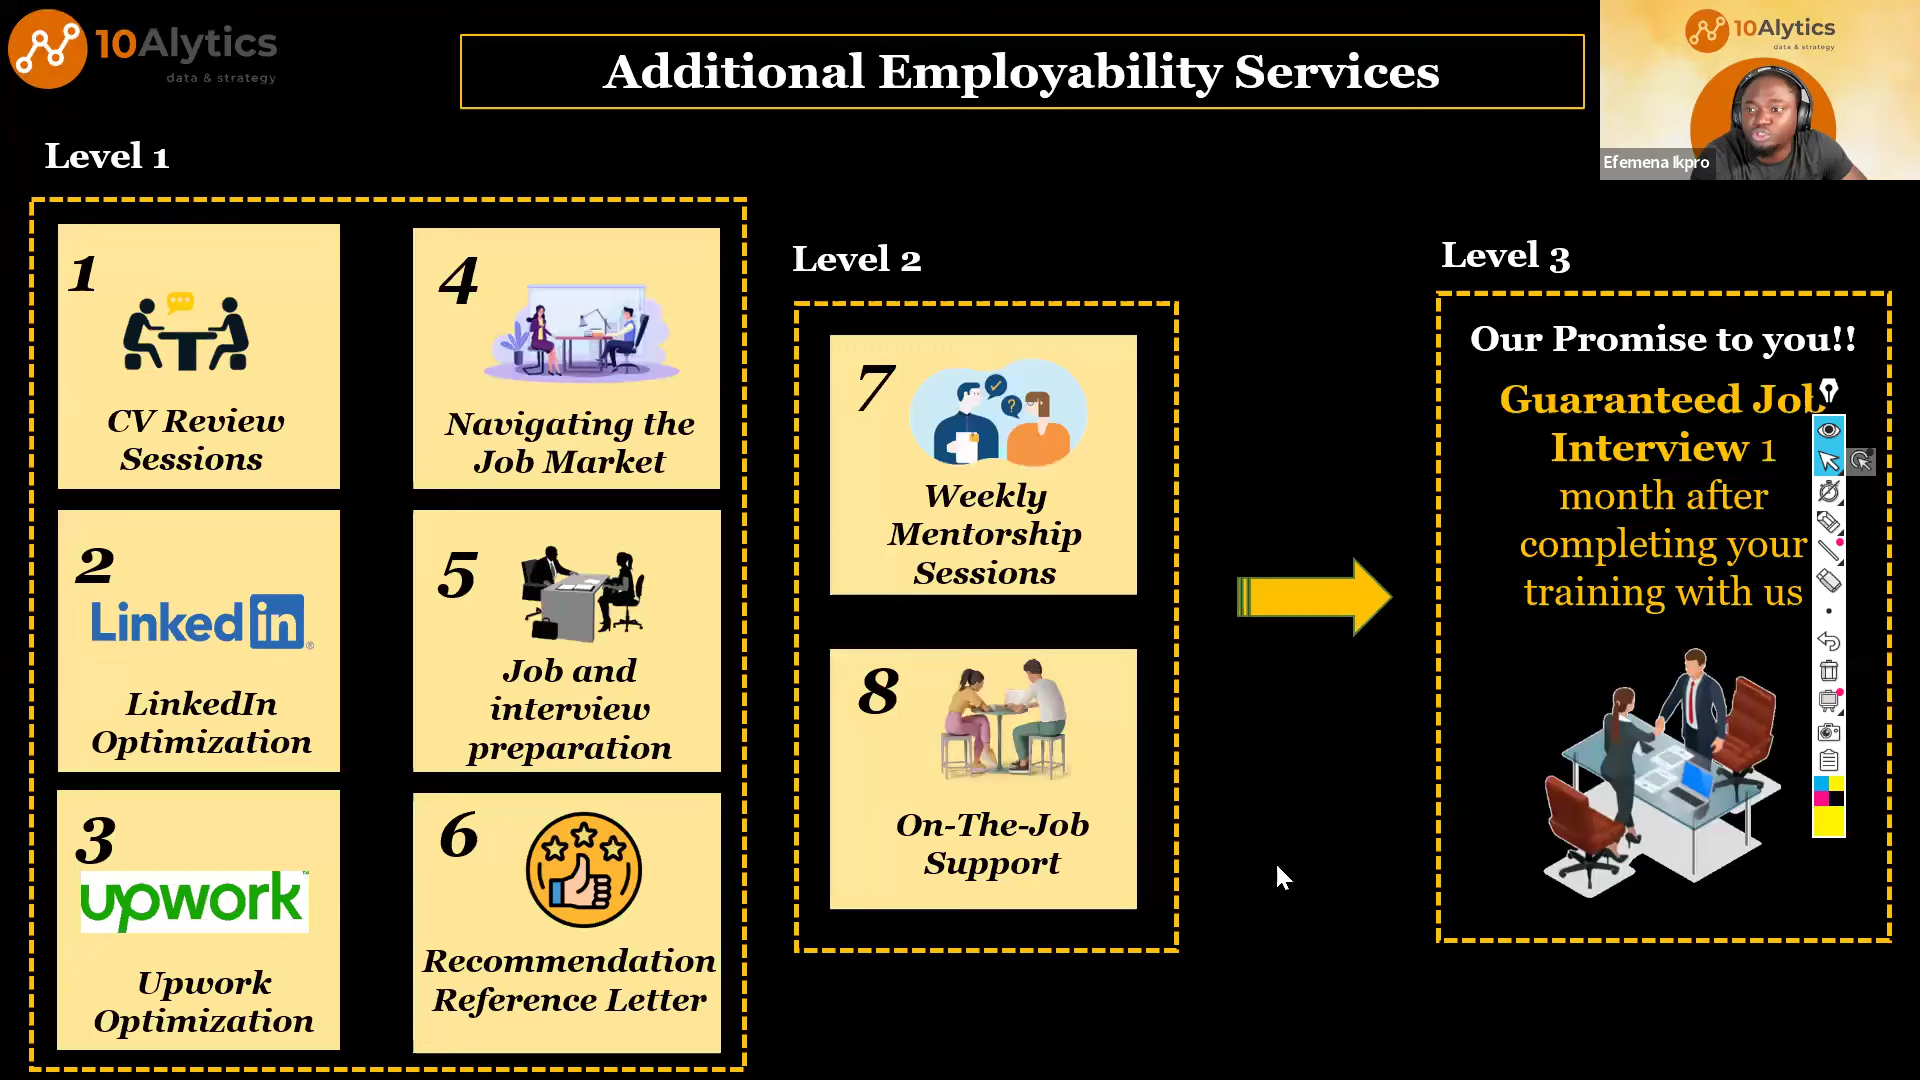 10Alytics
data & strategy
Additional Employability Services
10Alytics
data & strategy
Efemena Ikpro
Level 1
1
CV Review
Sessions
2
LinkedIn
LinkedIn
Optimization
3
upwork
Upwork
Optimization
4
Navigating the
Job Market
5
Job and
interview
preparation
6
Recommendation
Reference Letter
Level 2
7
Weekly
Mentorship
Sessions
8
On-The-Job
Support
Level 3
Our Promise to you!!
Guaranteed Job
Interview 1
month after
completing your
training with us